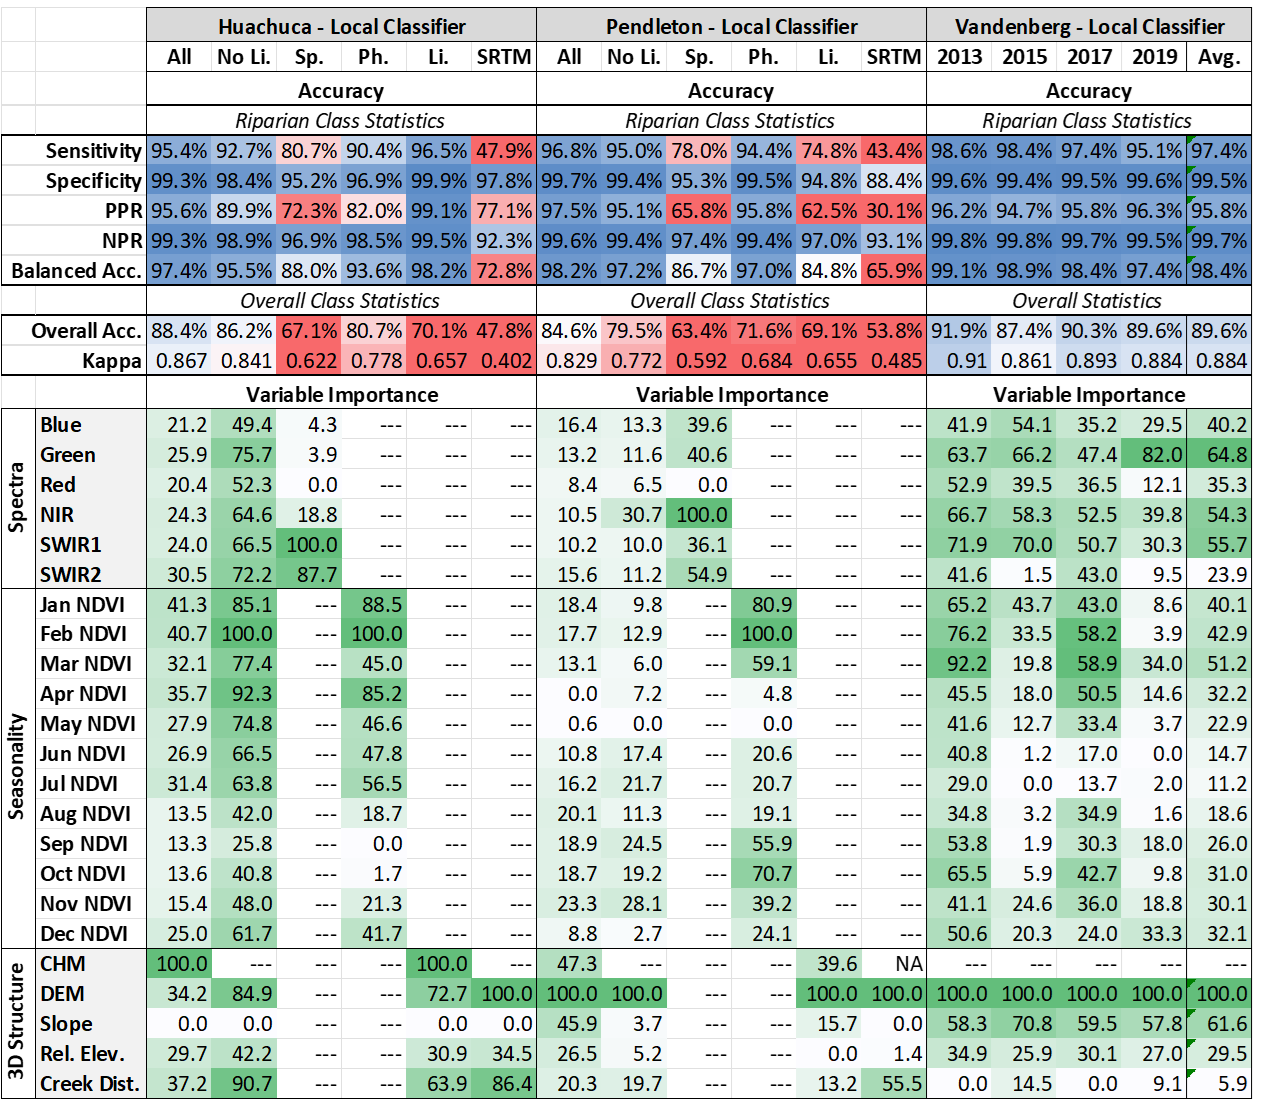 Huachuca - Local Classifier Pendleton - Local Classifier Vandenberg - Local Classifier
All No Li. Sp. Ph. Li. SRTM All No Li. Sp. Ph. Li. SRTM 2013 2015 2017 2019 Avg.
Accuracy Accuracy Accuracy
Riparian Class Statistics Riparian Class Statistics Riparian Class Statistics
Sensitivity 95.4% 92.7% 80.7% 90.4% 96.5% 47.9% 96.8% 95.0% 78.0% 94.4% 74.8% 43.4% 98.6% 98.4% 97.4% 95.1% 97.4%
Specificity 99.3% 98.4% 95.2% 96.9% 99.9% 97.8% 99.7% 99.4% 95.3% 99.5% 94.8% 88.4% 99.6% 99.4% 99.5% 99.6% 99.5%
PPR 95.6% 89.9% 72.3% 82.0% 99.1% 77.1% 97.5% 95.1% 65.8% 95.8% 62.5% 30.1% 96.2% 94.7% 95.8% 96.3% 95.8%
NPR 99.3% 98.9% 96.9% 98.5% 99.5% 92.3% 99.6% 99.4% 97.4% 99.4% 97.0% 93.1% 99.8% 99.8% 99.7% 99.5% 99.7%
Balanced Acc. 97.4% 95.5% 88.0% 93.6% 98.2% 72.8% 98.2% 97.2% 86.7% 97.0% 84.8% 65.9% 99.1% 98.9% 98.4% 97.4% 98.4%
Overall Class Statistics Overall Class Statistics Overall Statistics
Overall Acc. 88.4% 86.2% 67.1% 80.7% 70.1% 47.8% 84.6% 79.5% 63.4% 71.6% 69.1% 53.8% 91.9% 87.4% 90.3% 89.6% 89.6%
Kappa 0.867 0.841 0.622 0.778 0.657 0.402 0.829 0.772 0.592 0.684 0.655 0.485 0.91 0.861 0.893 0.884 0.884
Variable Importance Variable Importance Variable Importance
Spectra
Blue 21.2 49.4 4.3 --- --- --- 16.4 13.3 39.6 --- --- --- 41.9 54.1 35.2 29.5 40.2
Green 25.9 75.7 3.9 --- --- --- 13.2 11.6 40.6 --- --- --- 63.7 66.2 47.4 82.0 64.8
Red 20.4 52.3 0.0 --- --- --- 8.4 6.5 0.0 --- --- --- 52.9 39.5 36.5 12.1 35.3
NIR 24.3 64.6 18.8 --- --- --- 10.5 30.7 100.0 --- --- --- 66.7 58.3 52.5 39.8 54.3
SWIR1 24.0 66.5 100.0 --- --- --- 10.2 10.0 36.1 --- --- --- 71.9 70.0 50.7 30.3 55.7
SWIR2 30.5 72.2 87.7 --- --- --- 15.6 11.2 54.9 --- --- --- 41.6 1.5 43.0 9.5 23.9
Seasonality
Jan NDVI 41.3 85.1 --- 88.5 --- --- 18.4 9.8 --- 80.9 --- --- 65.2 43.7 43.0 8.6 40.1
Feb NDVI 40.7 100.0 --- 100.0 --- --- 17.7 12.9 --- 100.0 --- --- 76.2 33.5 58.2 3.9 42.9
Mar NDVI 32.1 77.4 --- 45.0 --- --- 13.1 6.0 --- 59.1 --- --- 92.2 19.8 58.9 34.0 51.2
Apr NDVI 35.7 92.3 --- 85.2 --- --- 0.0 7.2 --- 4.8 --- --- 45.5 18.0 50.5 14.6 32.2
May NDVI 27.9 74.8 --- 46.6 --- --- 0.6 0.0 --- 0.0 --- --- 41.6 12.7 33.4 3.7 22.9
Jun NDVI 26.9 66.5 --- 47.8 --- --- 10.8 17.4 --- 20.6 --- --- 40.8 1.2 17.0 0.0 14.7
Jul NDVI 31.4 63.8 --- 56.5 --- --- 16.2 21.7 --- 20.7 --- --- 29.0 0.0 13.7 2.0 11.2
Aug NDVI 13.5 42.0 --- 18.7 --- --- 20.1 11.3 --- 19.1 --- --- 34.8 3.2 34.9 1.6 18.6
Sep NDVI 13.3 25.8 --- 0.0 --- --- 18.9 24.5 --- 55.9 --- --- 53.8 1.9 30.3 18.0 26.0
Oct NDVI 13.6 40.8 --- 1.7 --- --- 18.7 19.2 --- 70.7 --- --- 65.5 5.9 42.7 9.8 31.0
Nov NDVI 15.4 48.0 --- 21.3 --- --- 23.3 28.1 --- 39.2 --- --- 41.1 24.6 36.0 18.8 30.1
Dec NDVI 25.0 61.7 --- 41.7 --- --- 8.8 2.7 --- 24.1 --- --- 50.6 20.3 24.0 33.3 32.1
3D Structure
CHM 100.0 --- --- --- 100.0 --- 47.3 --- --- --- 39.6 NA --- --- --- --- ---
DEM 34.2 84.9 --- --- 72.7 100.0 100.0 100.0 --- --- 100.0 100.0 100.0 100.0 100.0 100.0 100.0
Slope 0.0 0.0 --- --- 0.0 0.0 45.9 3.7 --- --- 15.7 0.0 58.3 70.8 59.5 57.8 61.6
Rel. Elev. 29.7 42.2 --- --- 30.9 34.5 26.5 5.2 --- --- 0.0 1.4 34.9 25.9 30.1 27.0 29.5
Creek Dist. 37.2 90.7 --- --- 63.9 86.4 20.3 19.7 --- --- 13.2 55.5 0.0 14.5 0.0 9.1 5.9